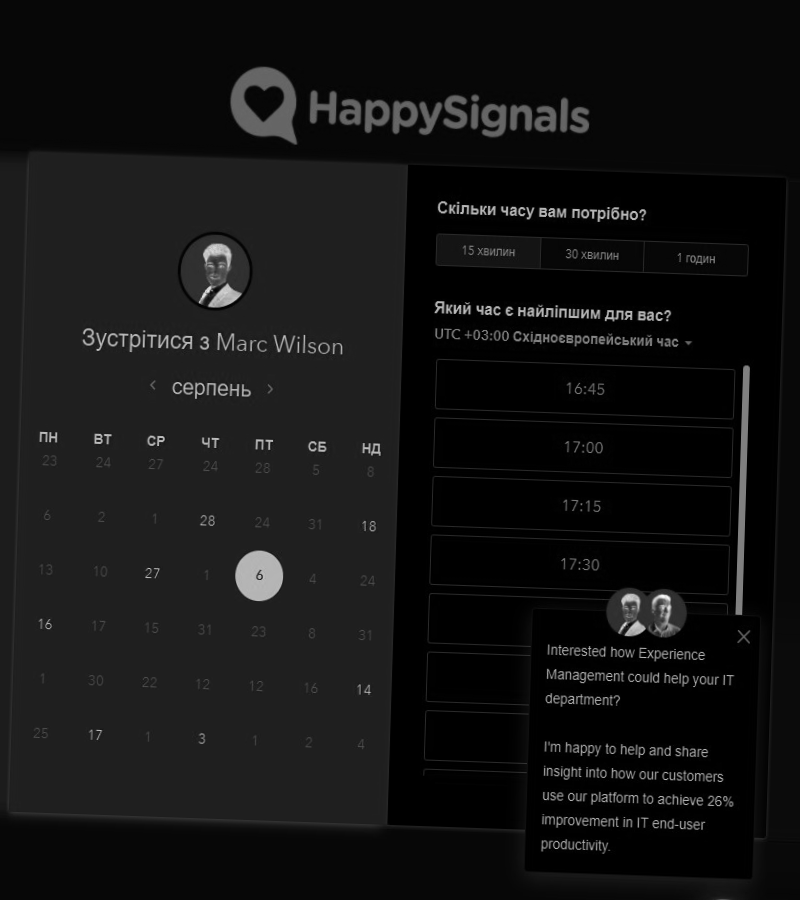 HappySignals
Зустрітися з Marc Wilson
серпень
ПН ВТ СР ЧТ ПТ СБ НД
23 24 27 24 28 5 8
6 2 1 28 24 31 18
13 10 27 1 6 4 24
16 17 15 31 23 8 31
1 30 22 12 12 16 14
25 17 1 3 1 2 4
Скільки часу вам потрібно?
15 хвилин 30 хвилин 1 годин
Який час є найліпшим для вас?
UTC +03:00 Східноєвропейський час
16:45
17:00
17:15
17:30
Interested how Experience
Management could help your IT
department?
I'm happy to help and share
insight into how our customers
use our platform to achieve 26%
improvement in IT end-user
productivity.